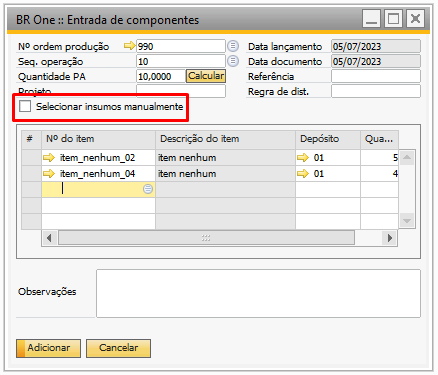 BR One :: Entrada de componentes
Nº ordem produção 990 Data lançamento 05/07/2023
Seq. operação 10 Data documento 05/07/2023
Quantidade PA 10,0000 Calcular Referência
Projeto Regra de dist.
Selecionar insumos manualmente
# Nº do item Descrição do item Depósito Qua...
item_nenhum_02 item nenhum 01 5
item_nenhum_04 item nenhum 01 4
Observações
Adicionar Cancelar